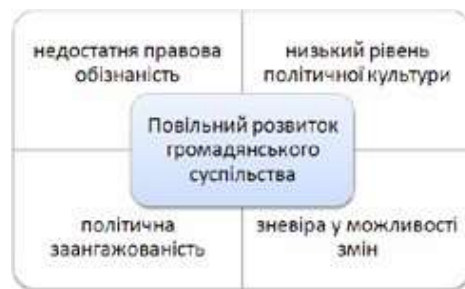 недостатня правова
обізнаність
низький рівень
політичної культури
Повільний розвиток
громадянського
суспільства
політична
заангажованість
зневіра у можливості
змін